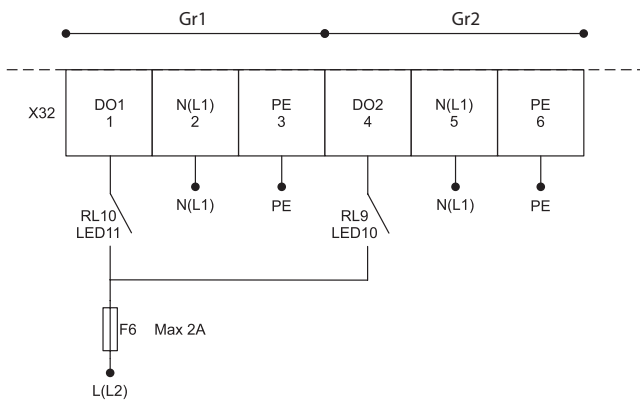 Gr1 Gr2
X32
DO1 N(L1) PE DO2 N(L1) PE
1 2 3 4 5 6
N(L1) PE N(L1) PE
RL10 RL9
LED11 LED10
F6 Max 2A
L(L2)